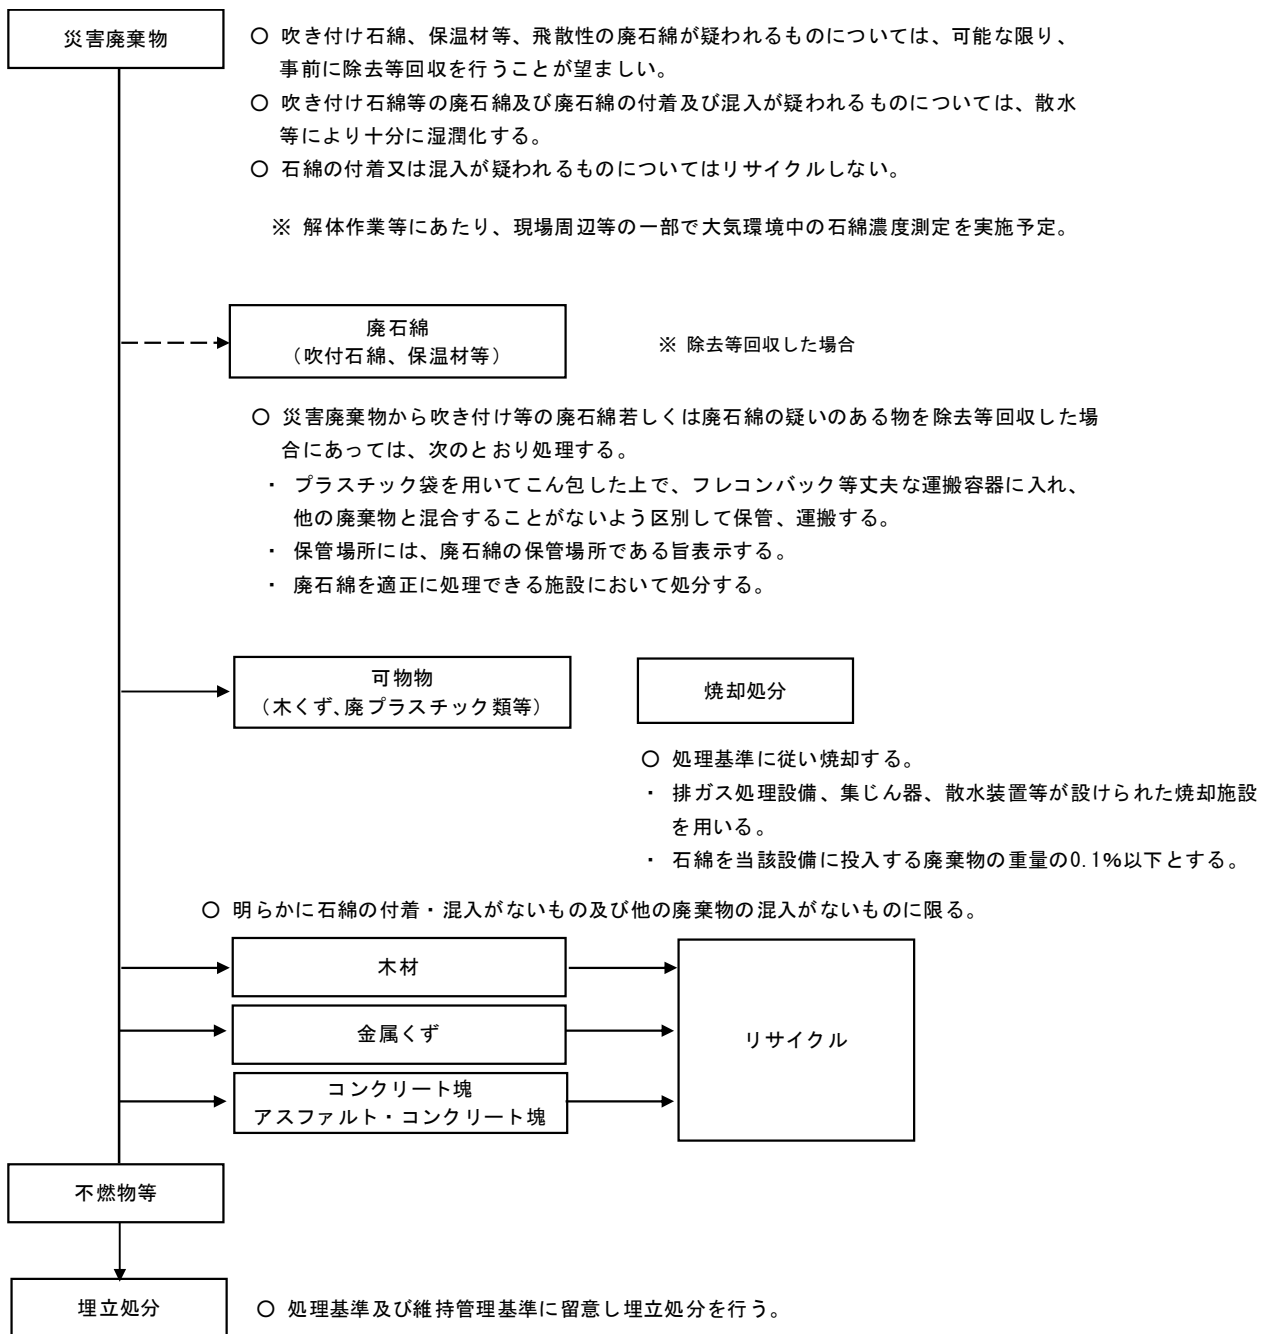 災害廃棄物
○ 吹き付け石綿、保温材等、飛散性の廃石綿が疑われるものについては、可能な限り、
事前に除去等回収を行うことが望ましい。
○ 吹き付け石綿等の廃石綿及び廃石綿の付着及び混入が疑われるものについては、散水
等により十分に湿潤化する。
○ 石綿の付着又は混入が疑われるものについてはリサイクルしない。
※ 解体作業等にあたり、現場周辺等の一部で大気環境中の石綿濃度測定を実施予定。
廃石綿
（吹付石綿、保温材等）
※ 除去等回収した場合
○ 災害廃棄物から吹き付け等の廃石綿若しくは廃石綿の疑いのある物を除去等回収した場
合にあっては、次のとおり処理する。
・ プラスチック袋を用いてこん包した上で、フレコンバック等丈夫な運搬容器に入れ、
他の廃棄物と混合することがないよう区別して保管、運搬する。
・ 保管場所には、廃石綿の保管場所である旨表示する。
・ 廃石綿を適正に処理できる施設において処分する。
可物物
（木くず、廃プラスチック類等）
焼却処分
○ 処理基準に従い焼却する。
・ 排ガス処理設備、集じん器、散水装置等が設けられた焼却施設
を用いる。
・ 石綿を当該設備に投入する廃棄物の重量の0.1%以下とする。
○ 明らかに石綿の付着・混入がないもの及び他の廃棄物の混入がないものに限る。
木材
金属くず
コンクリート塊
アスファルト・コンクリート塊
リサイクル
不燃物等
埋立処分
○ 処理基準及び維持管理基準に留意し埋立処分を行う。